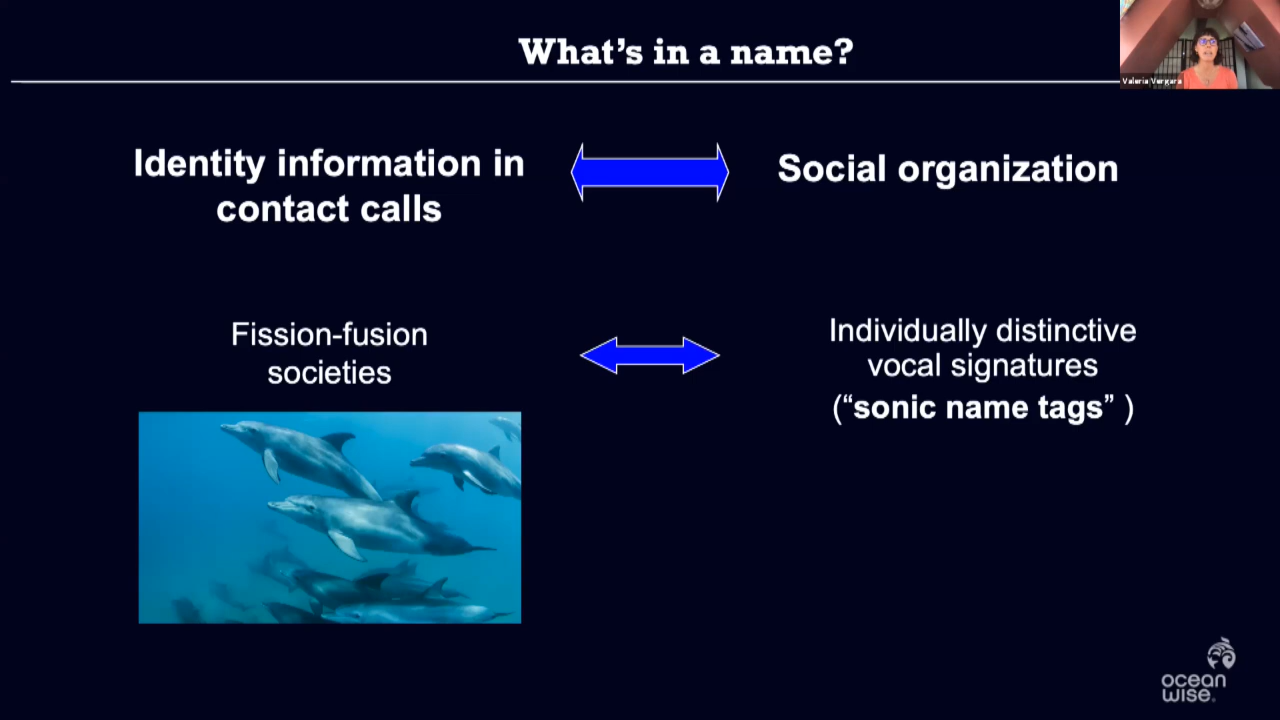 What's in a name?
Valeria Vergara
Identity information in
contact calls
Social organization
Fission-fusion
societies
Individually distinctive
vocal signatures
(“sonic name tags” )
ocean
wise®